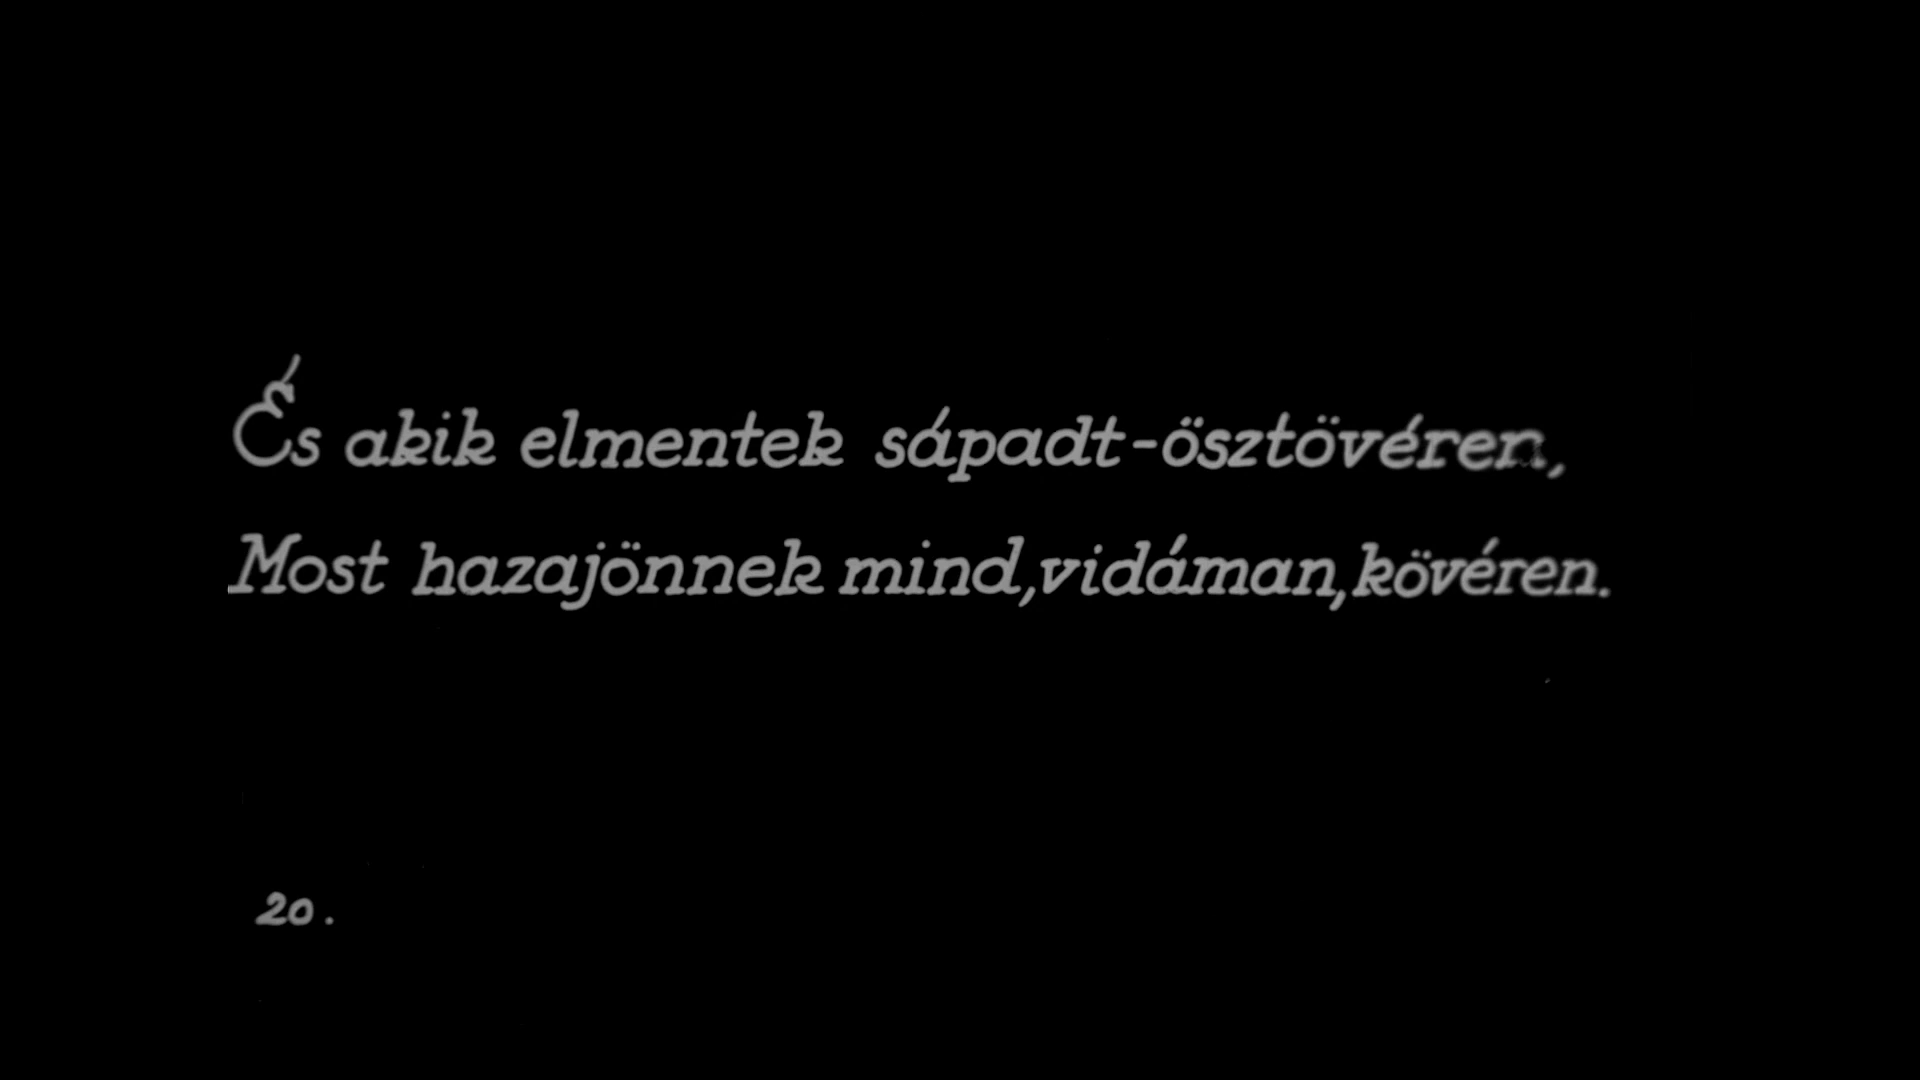 És akik elmentek sápadt-ösztövéren,
Most hazajönnek mind,vidáman,kövéren.
20.